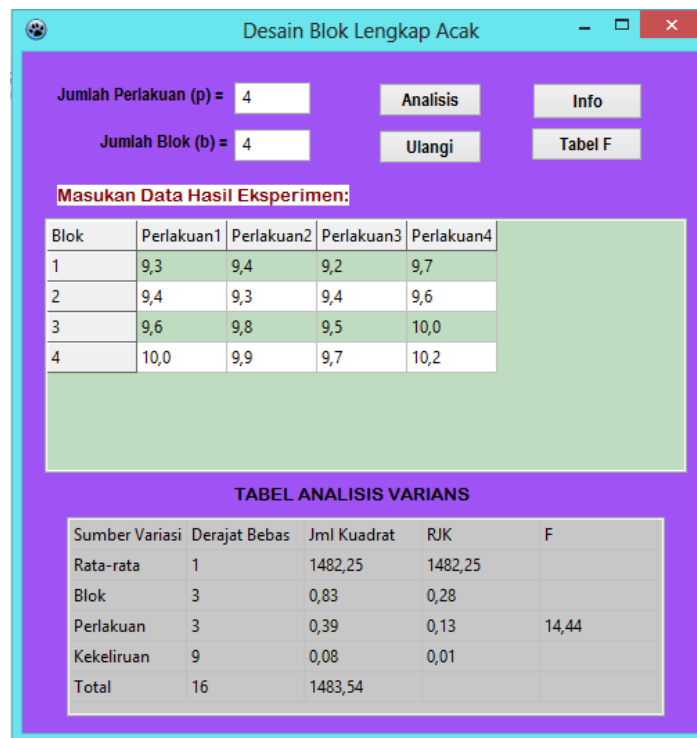 Desain Blok Lengkap Acak
Jumlah Perlakuan (p) = 4 Analisis Info
Jumlah Blok (b) = 4 Ulangi Tabel F
Masukan Data Hasil Eksperimen:
Blok Perlakuan1 Perlakuan2 Perlakuan3 Perlakuan4
1 9,3 9,4 9,2 9,7
2 9,4 9,3 9,4 9,6
3 9,6 9,8 9,5 10,0
4 10,0 9,9 9,7 10,2
TABEL ANALISIS VARIANS
Sumber Variasi Derajat Bebas Jml Kuadrat RJK F
Rata-rata 1 1482,25 1482,25
Blok 3 0,83 0,28
Perlakuan 3 0,39 0,13 14,44
Kekeliruan 9 0,08 0,01
Total 16 1483,54